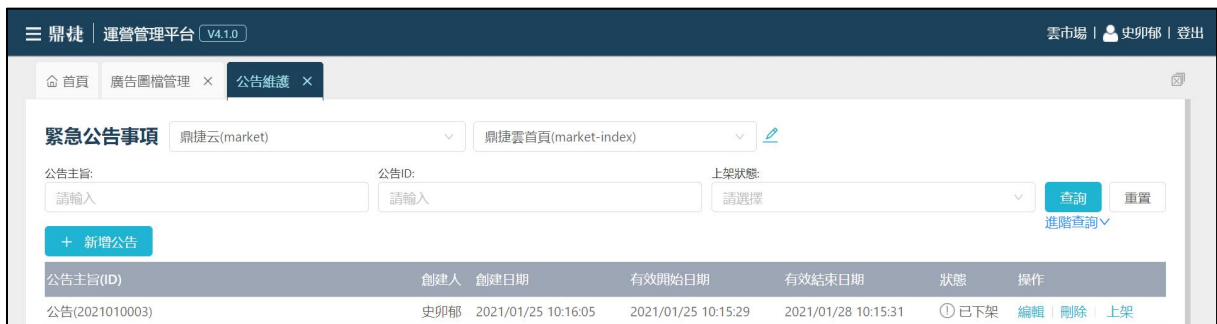 鼎捷 運營管理平台 V4.1.0 雲市場 史卯郁 登出
首頁 廣告圖檔管理 公告維護
緊急公告事項 鼎捷云(market) 鼎捷雲首頁(market-index)
公告主旨: 公告ID: 上架狀態:
請輸入 請輸入 請選擇 查詢 重置
進階查詢
+ 新增公告
公告主旨(ID) 創建人 創建日期 有效開始日期 有效結束日期 狀態 操作
公告(2021010003) 史卯郁 2021/01/25 10:16:05 2021/01/25 10:15:29 2021/01/28 10:15:31 已下架 編輯 刪除 上架